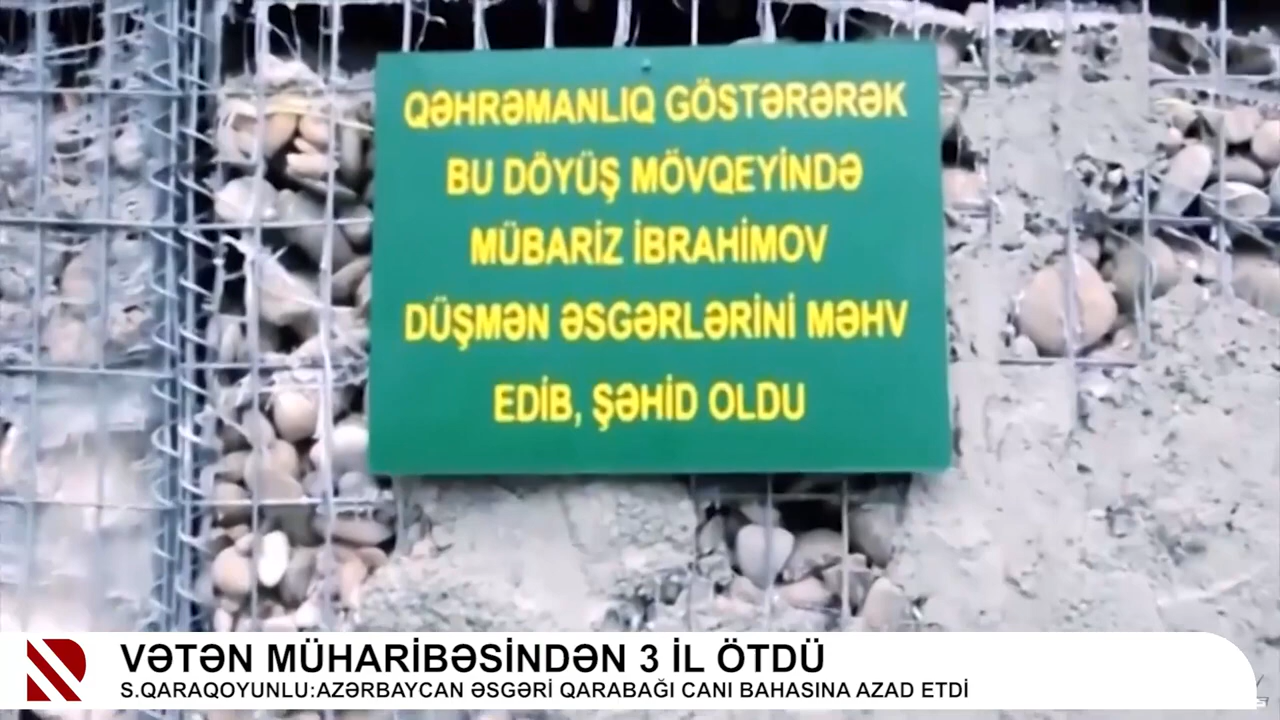 QƏHRƏMANLIQ GÖSTƏRƏRƏK
BU DÖYÜŞ MÖVQEYİNDƏ
MÜBARİZ İBRAHİMOV
DÜŞMƏN ƏSGƏRLƏRİNİ MƏHV
EDİB, ŞƏHİD OLDU
VƏTƏN MÜHARİBƏSİNDƏN 3 İL ÖTDÜ
S.QARAQOYUNLU:AZƏRBAYCAN ƏSGƏRİ QARABAĞI CANI BAHASINA AZAD ETDİ